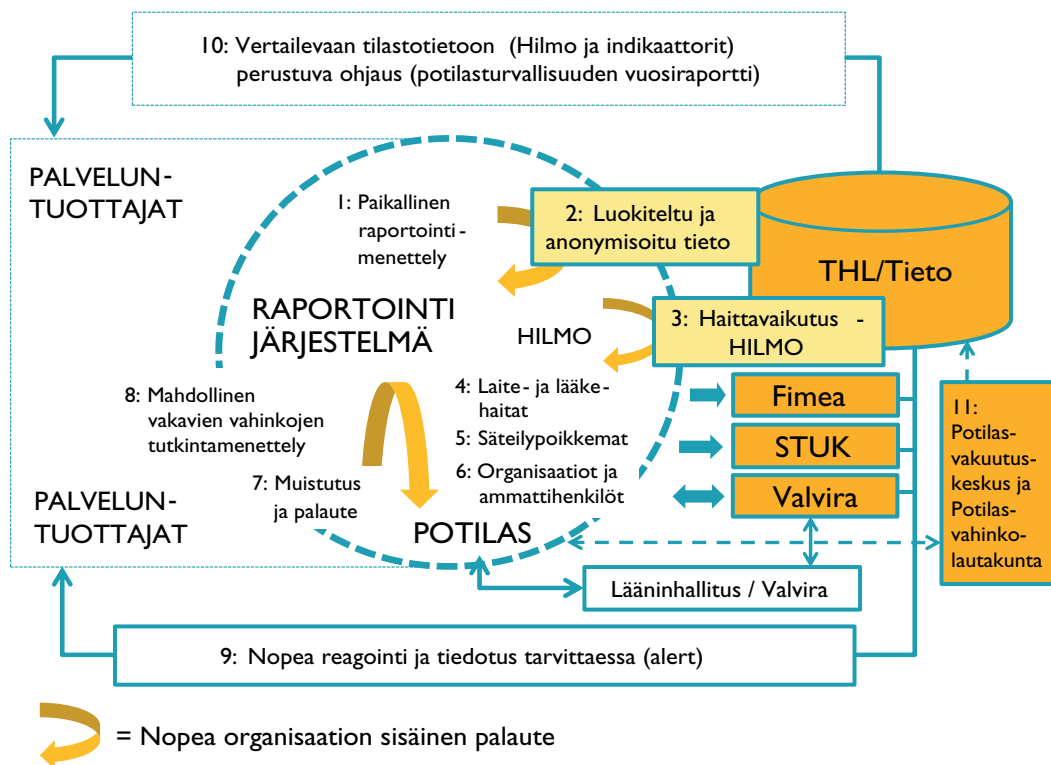 10: Vertailevaan tilastotietoon (Hilmo ja indikaattorit)
perustuva ohjaus (potilasturvallisuuden vuosiraportti)
PALVELUN-
TUOTTAJAT
1: Paikallinen
raportointi-
menettely
2: Luokiteltu ja
anonymisoitu tieto
THL/Tieto
RAPORTOINTI
JÄRJESTELMÄ
HILMO
3: Haittavaikutus -
HILMO
8: Mahdollinen
vakavien vahinkojen
tutkintamenettely
4: Laite- ja lääke-
haitat
Fimea
5: Säteilypoikkemat
STUK
6: Organisaatiot ja
ammattihenkilöt
Valvira
7: Muistutus
ja palaute
11:
Potilas-
vakuutus-
keskus ja
Potilas-
vahinko-
lautakunta
PALVELUN-
TUOTTAJAT
POTILAS
Lääninhallitus / Valvira
9: Nopea reagointi ja tiedotus tarvittaessa (alert)
= Nopea organisaation sisäinen palaute